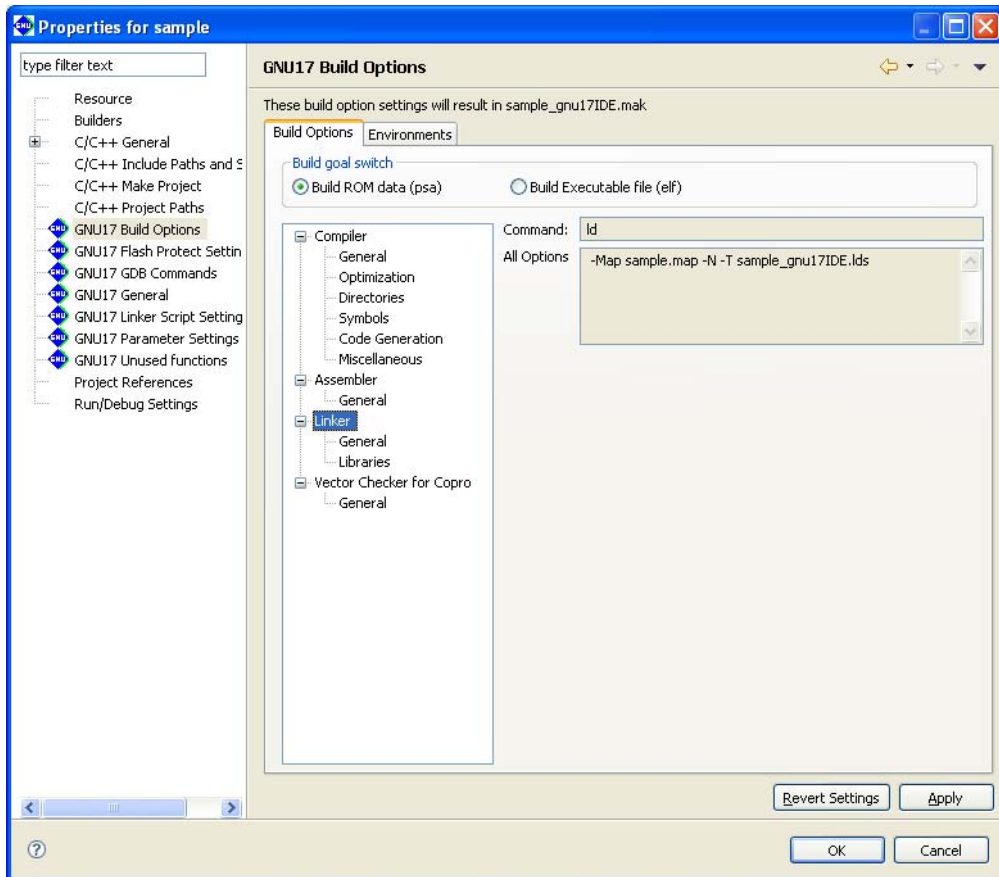 Properties for sample
type filter text
Resource
Builders
C/C++ General
C/C++ Include Paths and S
C/C++ Make Project
C/C++ Project Paths
GNU17 Build Options
GNU17 Flash Protect Settin
GNU17 GDB Commands
GNU17 General
GNU17 Linker Script Setting
GNU17 Parameter Settings
GNU17 Unused functions
Project References
Run/Debug Settings
GNU17 Build Options
These build option settings will result in sample_gnu17IDE.mak
Build Options Environments
Build goal switch
Build ROM data (psa) Build Executable file (elf)
Compiler
General
Optimization
Directories
Symbols
Code Generation
Miscellaneous
Assembler
General
Linker
General
Libraries
Vector Checker for Copro
General
Command: ld
All Options -Map sample.map -N -T sample_gnu17IDE.lds
Revert Settings Apply
OK Cancel